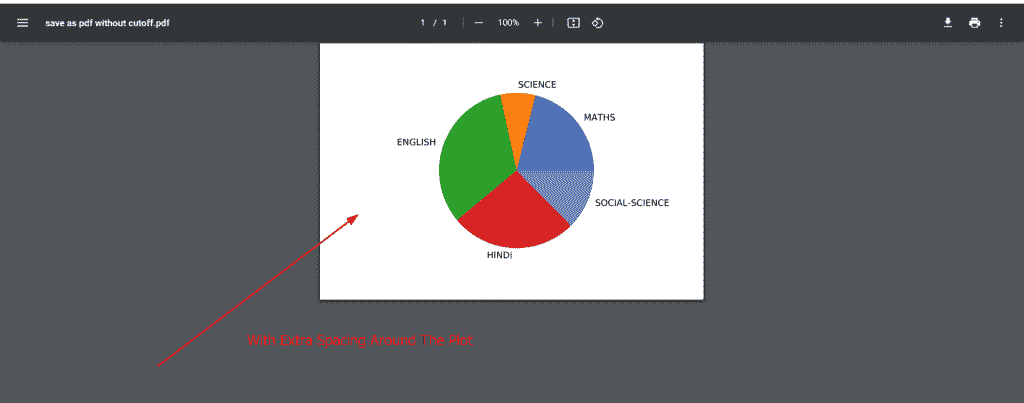 save as pdf without cutoff.pdf
1 / 1
100%
SCIENCE
MATHS
ENGLISH
SOCIAL-SCIENCE
HINDI
With Extra Spacing Around The Plot